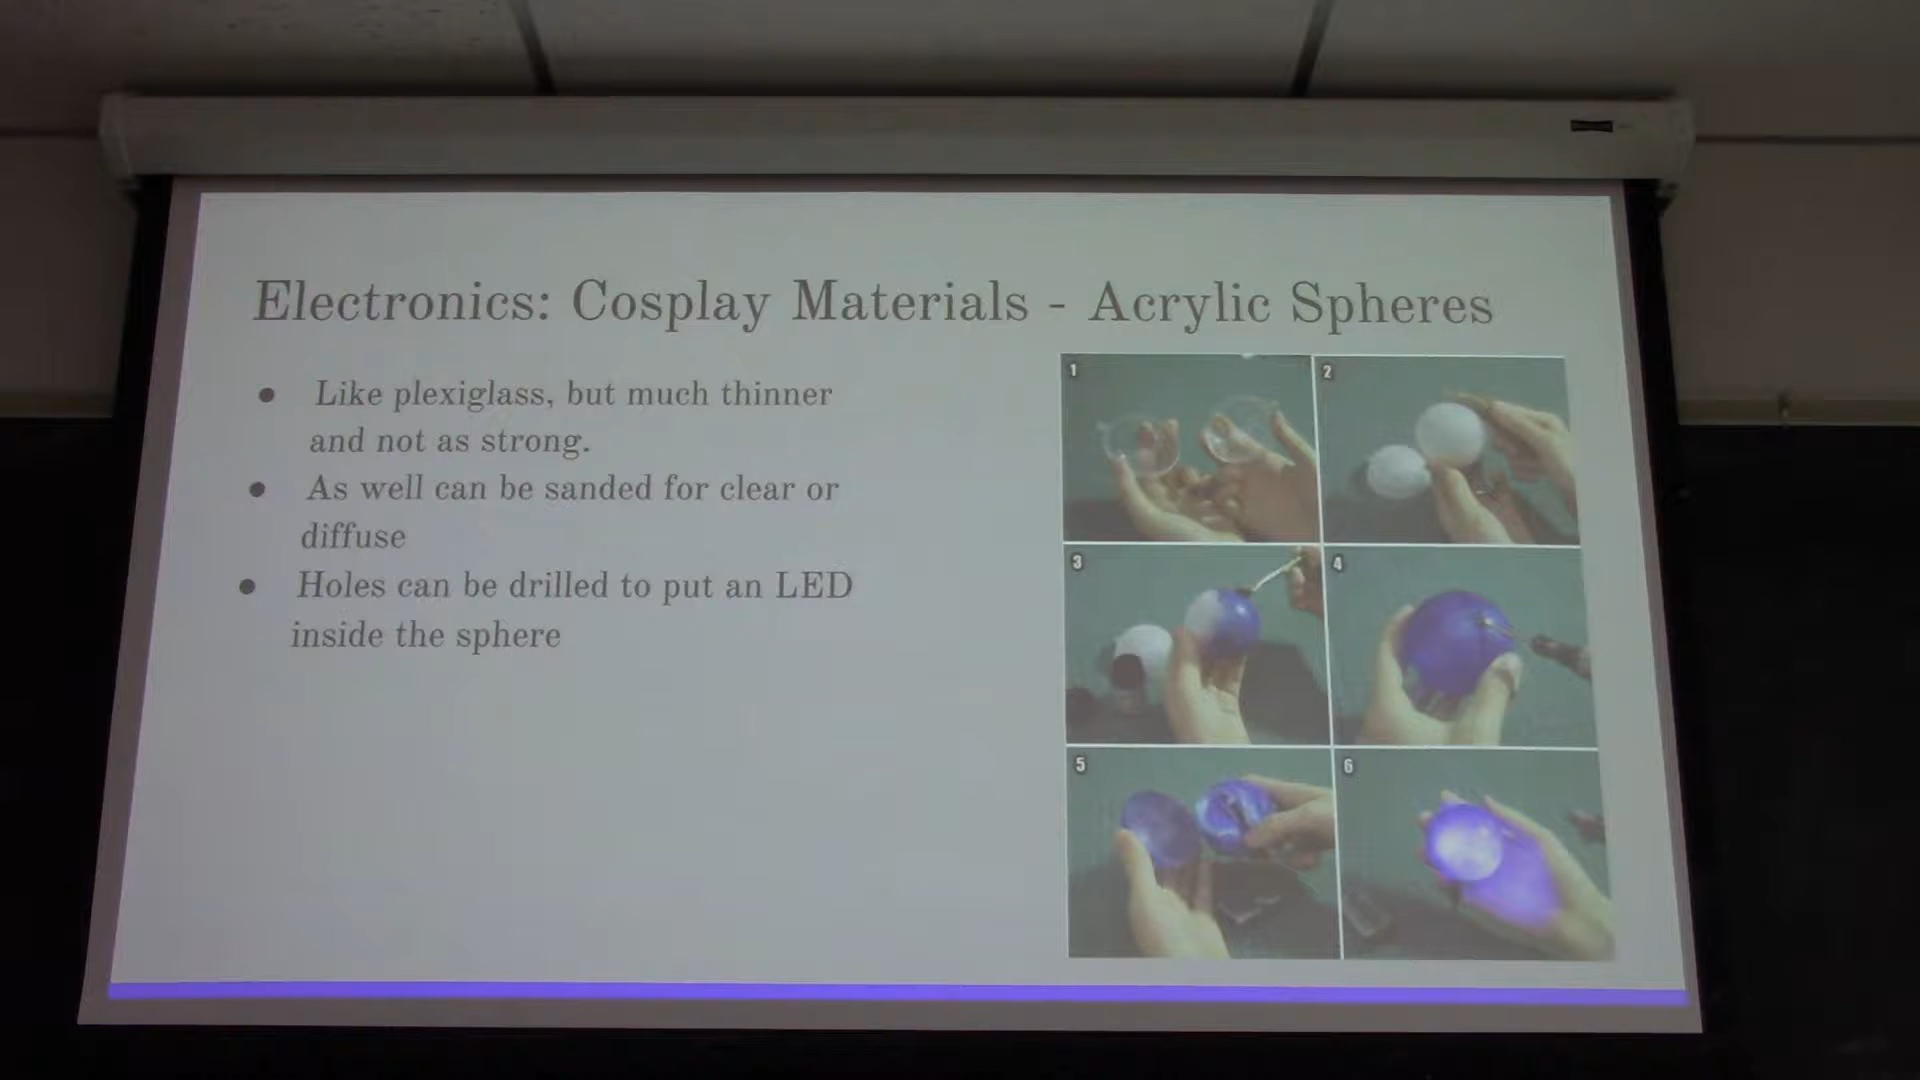 Electronics: Cosplay Materials - Acrylic Spheres
● Like plexiglass, but much thinner
and not as strong.
● As well can be sanded for clear or
diffuse
● Holes can be drilled to put an LED
inside the sphere
1
2
3
4
5
6